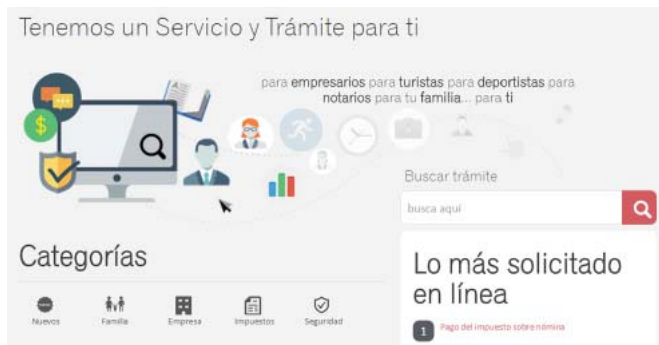 Tenemos un Servicio y Trámite para ti
para empresarios para turistas para deportistas para
notarios para tu familia... para ti
Buscar trámite
busca aquí
Categorías
Nuevos
Familia
Empresa
Impuestos
Seguridad
Lo más solicitado
en línea
1 Pago del impuesto sobre nómina